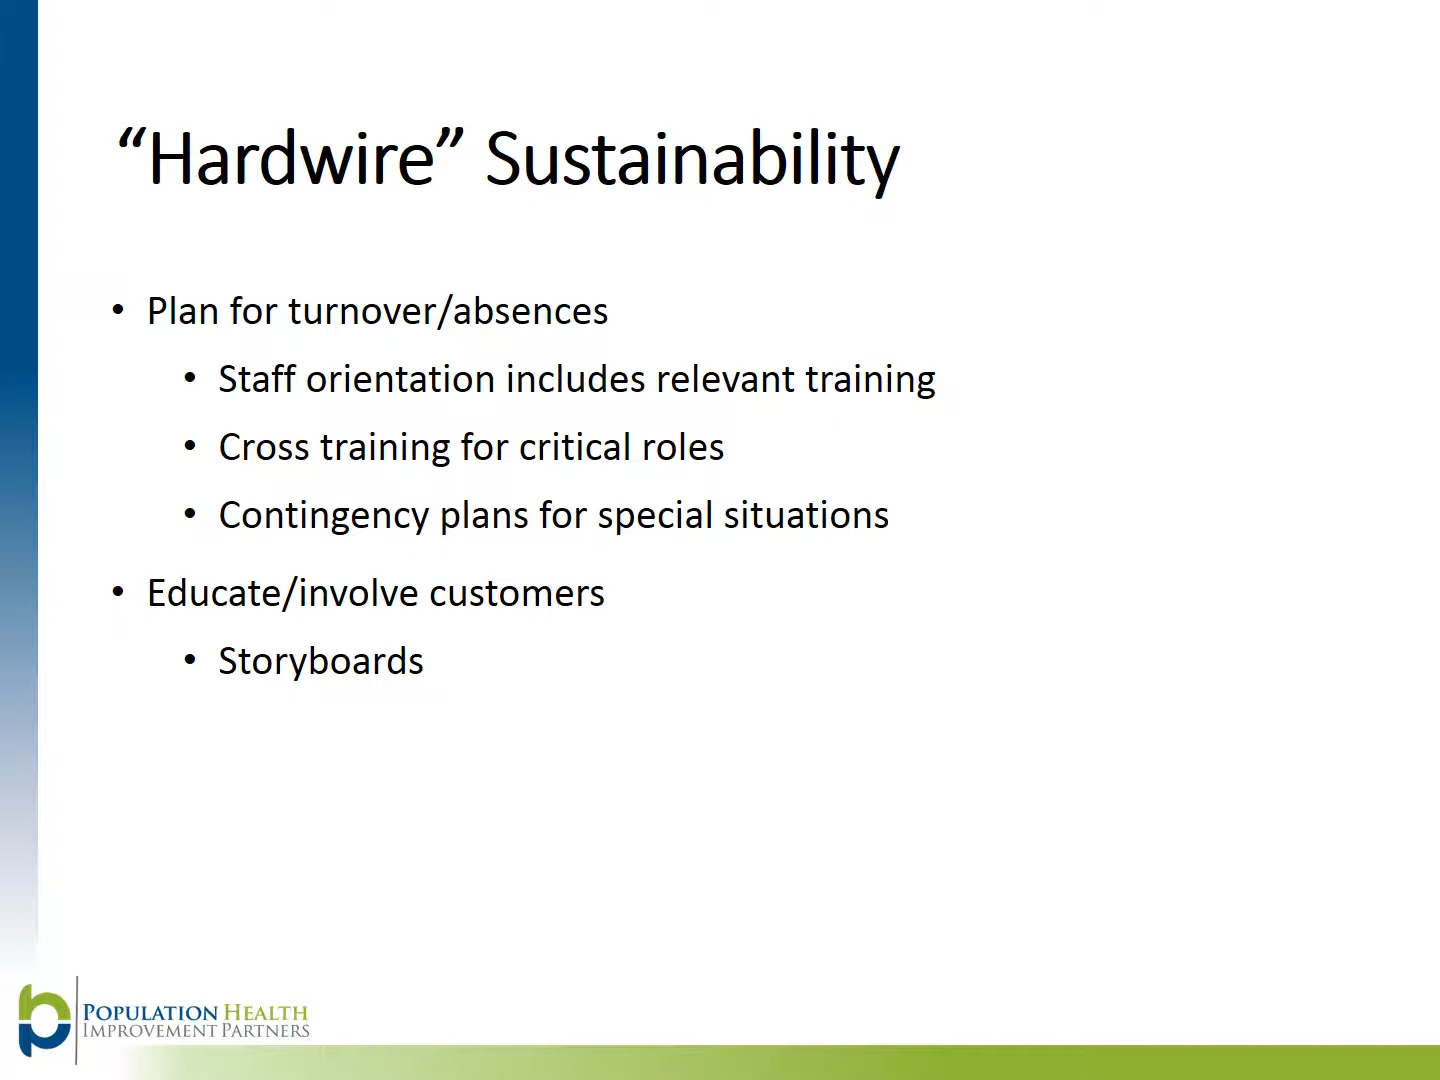 “Hardwire” Sustainability
• Plan for turnover/absences
• Staff orientation includes relevant training
• Cross training for critical roles
• Contingency plans for special situations
• Educate/involve customers
• Storyboards
POPULATION HEALTH
IMPROVEMENT PARTNERS